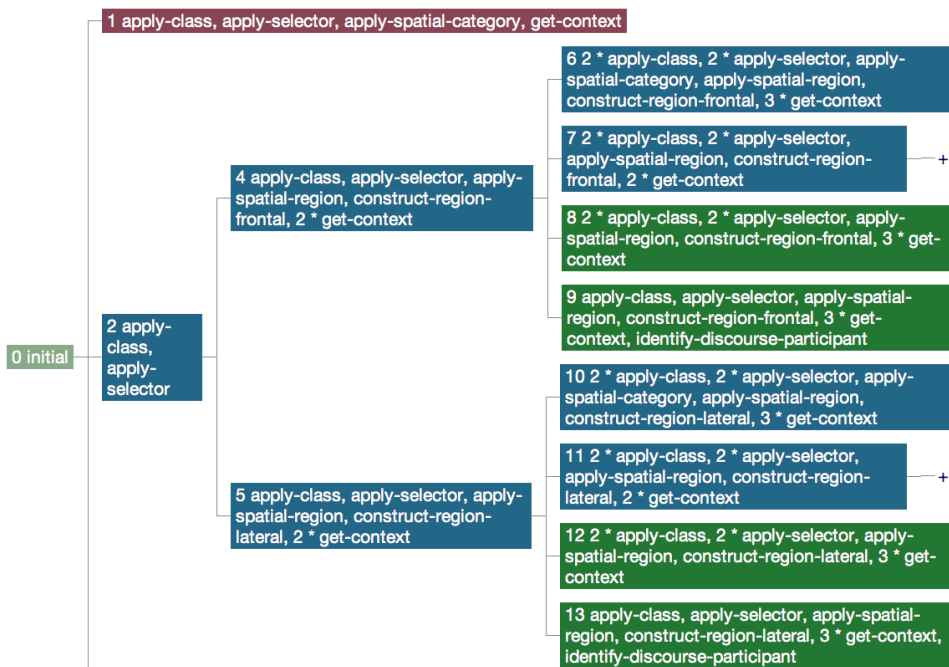 1 apply-class, apply-selector, apply-spatial-category, get-context
6 2 * apply-class, 2 * apply-selector, apply-
spatial-category, apply-spatial-region,
construct-region-frontal, 3 * get-context
7 2 * apply-class, 2 * apply-selector,
apply-spatial-region, construct-region-
frontal, 2 * get-context
+
4 apply-class, apply-selector, apply-
spatial-region, construct-region-
frontal, 2 * get-context
8 2 * apply-class, 2 * apply-selector, apply-
spatial-region, construct-region-frontal, 3 * get-
context
9 apply-class, apply-selector, apply-spatial-
region, construct-region-frontal, 3 * get-
context, identify-discourse-participant
0 initial
2 apply-
class,
apply-
selector
10 2 * apply-class, 2 * apply-selector, apply-
spatial-category, apply-spatial-region,
construct-region-lateral, 3 * get-context
11 2 * apply-class, 2 * apply-selector,
apply-spatial-region, construct-region-
lateral, 2 * get-context
+
5 apply-class, apply-selector, apply-
spatial-region, construct-region-
lateral, 2 * get-context
12 2 * apply-class, 2 * apply-selector, apply-
spatial-region, construct-region-lateral, 3 * get-
context
13 apply-class, apply-selector, apply-spatial-
region, construct-region-lateral, 3 * get-context,
identify-discourse-participant